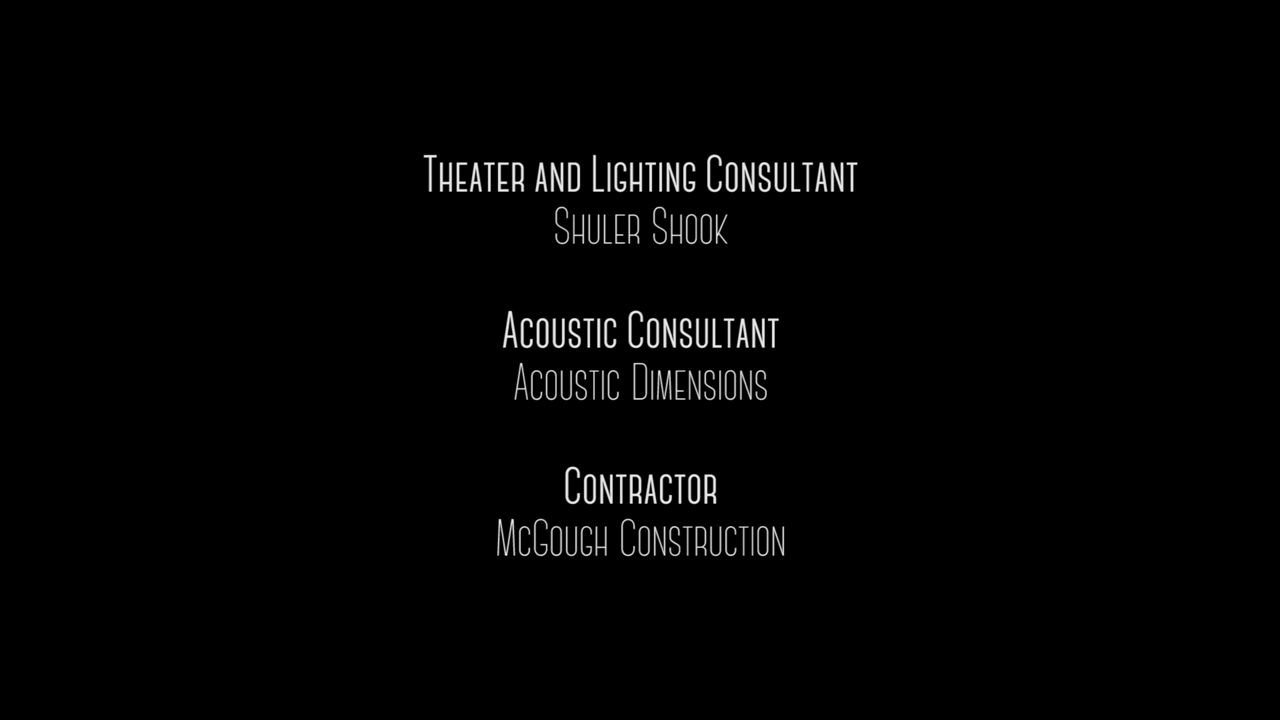 Theater and Lighting Consultant
Shuler Shook
Acoustic Consultant
Acoustic Dimensions
Contractor
McGough Construction